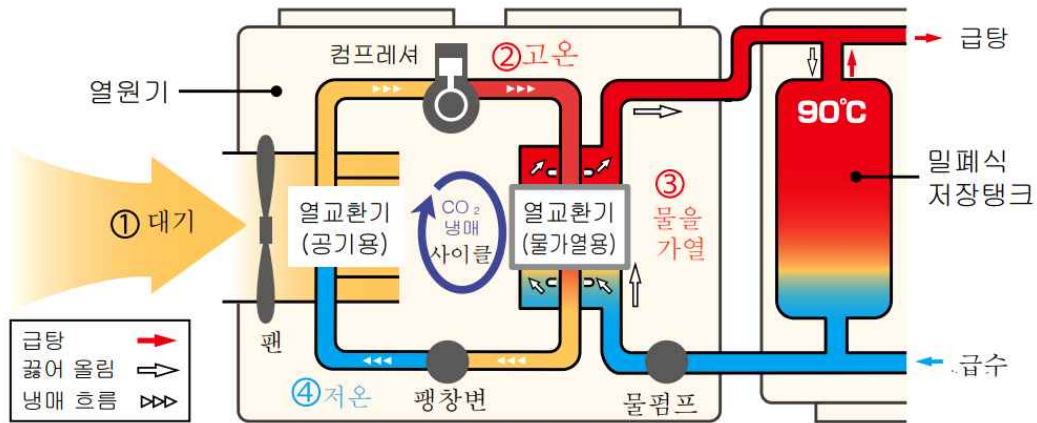 컴프레셔
②고온
급탕
열원기
90℃
밀폐식
저장탱크
①대기
열교환기
(공기용)
CO₂
냉매
사이클
열교환기
(물가열용)
③
물을
가열
팬
급탕
끓어 올림
냉매 흐름
④저온
팽창변
물펌프
급수